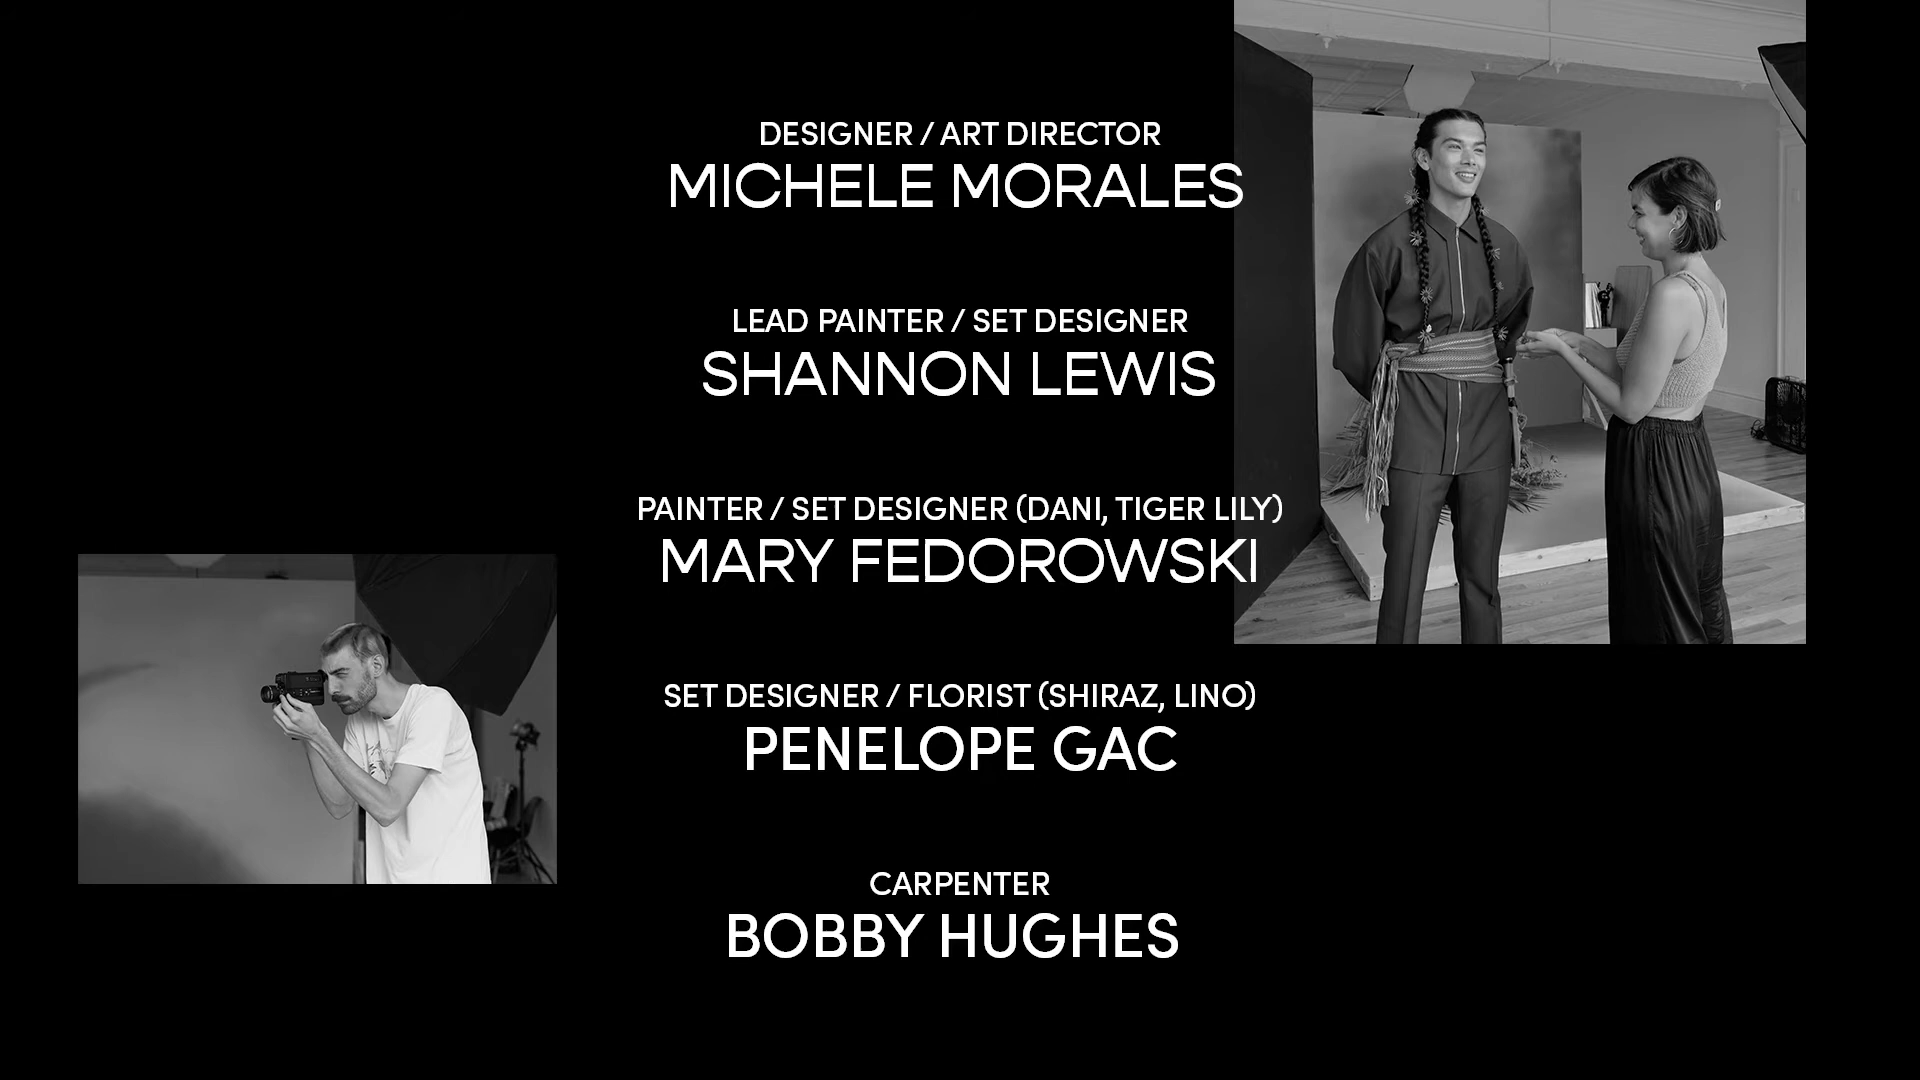 DESIGNER / ART DIRECTOR
MICHELE MORALES
LEAD PAINTER / SET DESIGNER
SHANNON LEWIS
PAINTER / SET DESIGNER (DANI, TIGER LILY)
MARY FEDOROWSKI
SET DESIGNER / FLORIST (SHIRAZ, LINO)
PENELOPE GAC
CARPENTER
BOBBY HUGHES